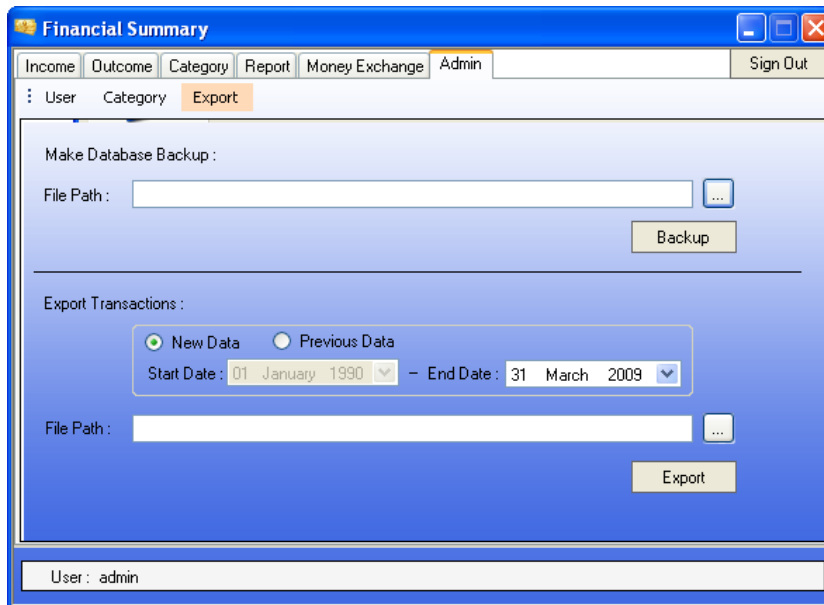 Financial Summary
Income Outcome Category Report Money Exchange Admin Sign Out
User Category Export
Make Database Backup :
File Path : ...
Backup
Export Transactions :
New Data Previous Data
Start Date : 01 January 1990 – End Date : 31 March 2009
File Path : ...
Export
User : admin